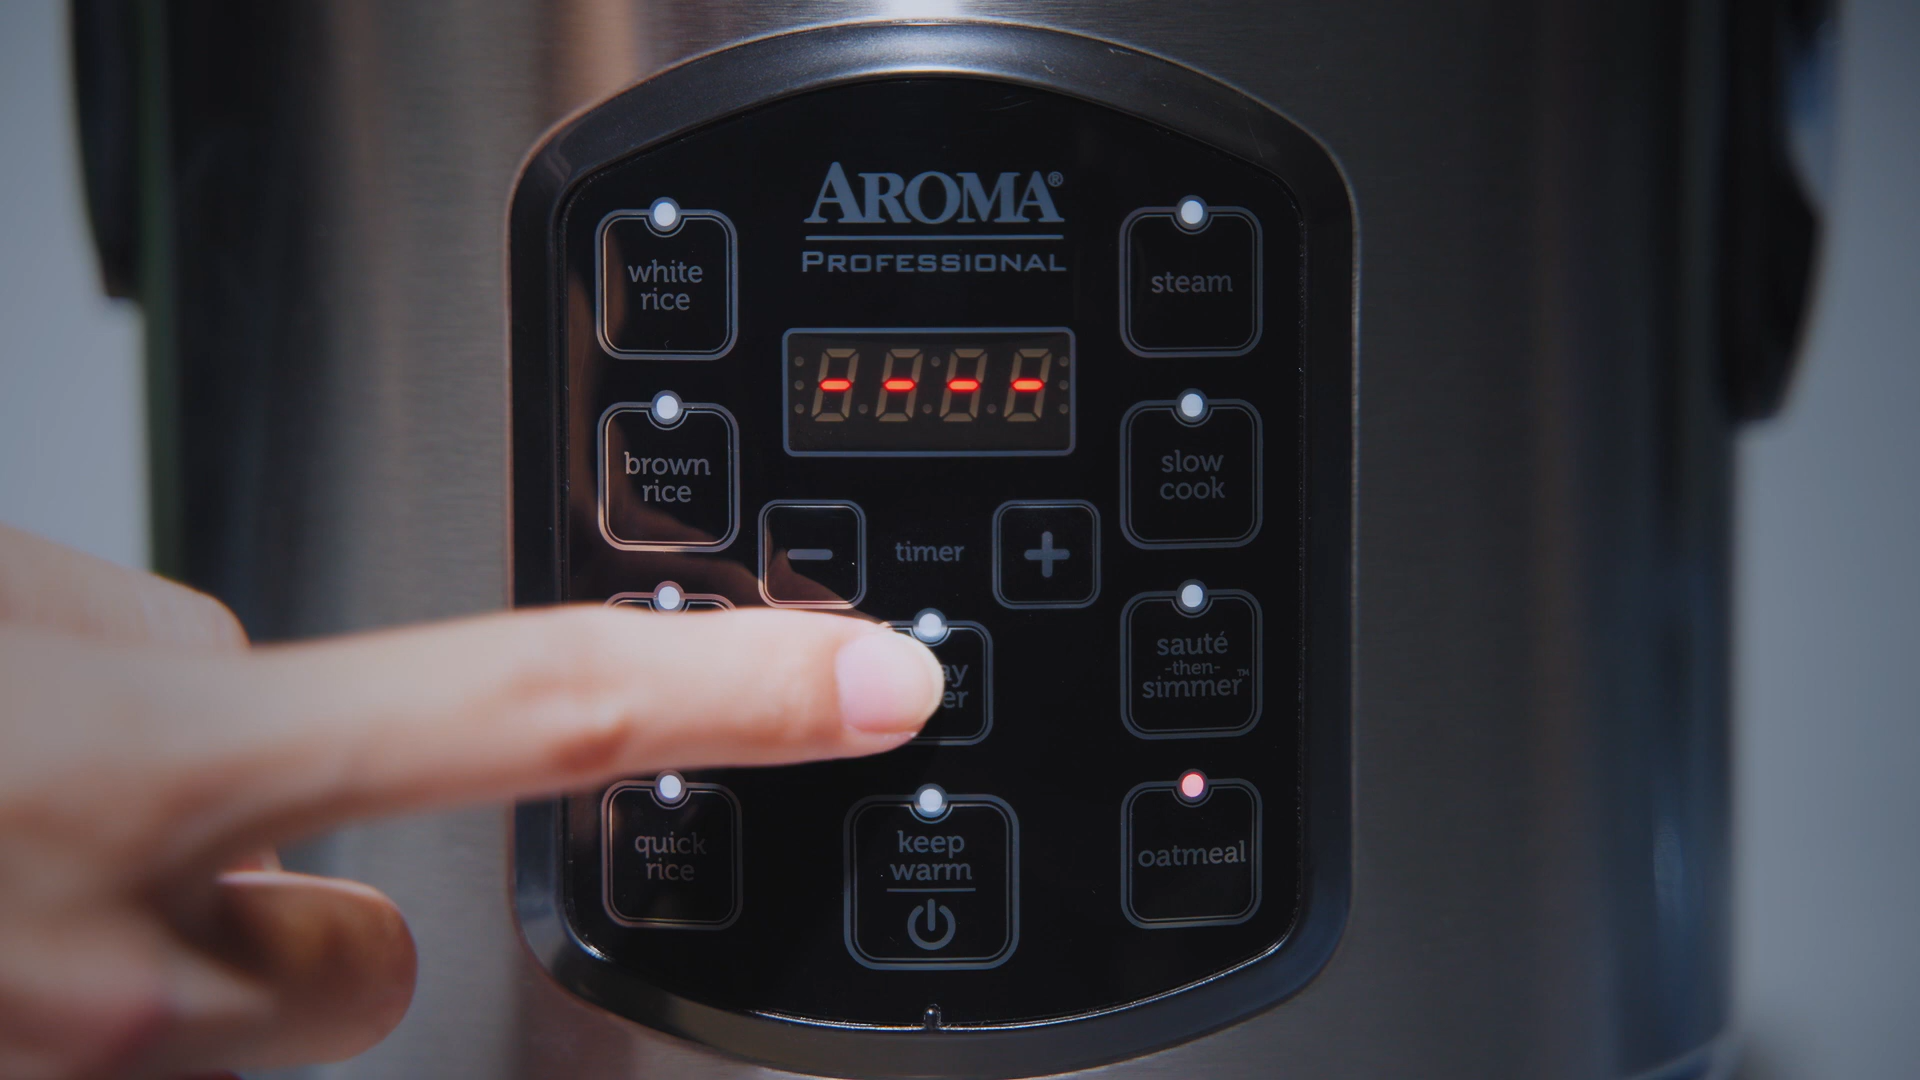 AROMA®
PROFESSIONAL
white
rice
steam
----
brown
rice
slow
cook
-
timer
+
sauté
-then-
simmer™
quick
rice
keep
warm
oatmeal